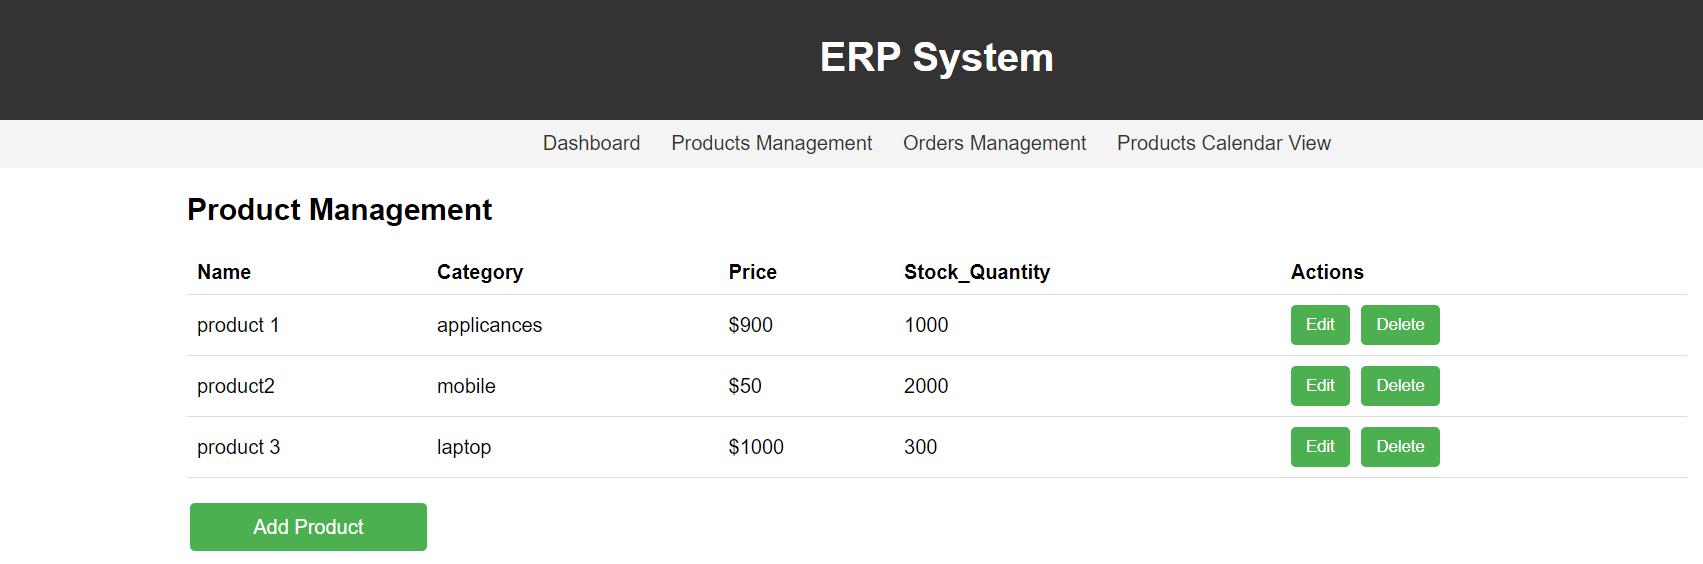 ERP System
Dashboard Products Management Orders Management Products Calendar View
Product Management
Name Category Price Stock_Quantity Actions
product 1 applicances $900 1000 Edit Delete
product2 mobile $50 2000 Edit Delete
product 3 laptop $1000 300 Edit Delete
Add Product